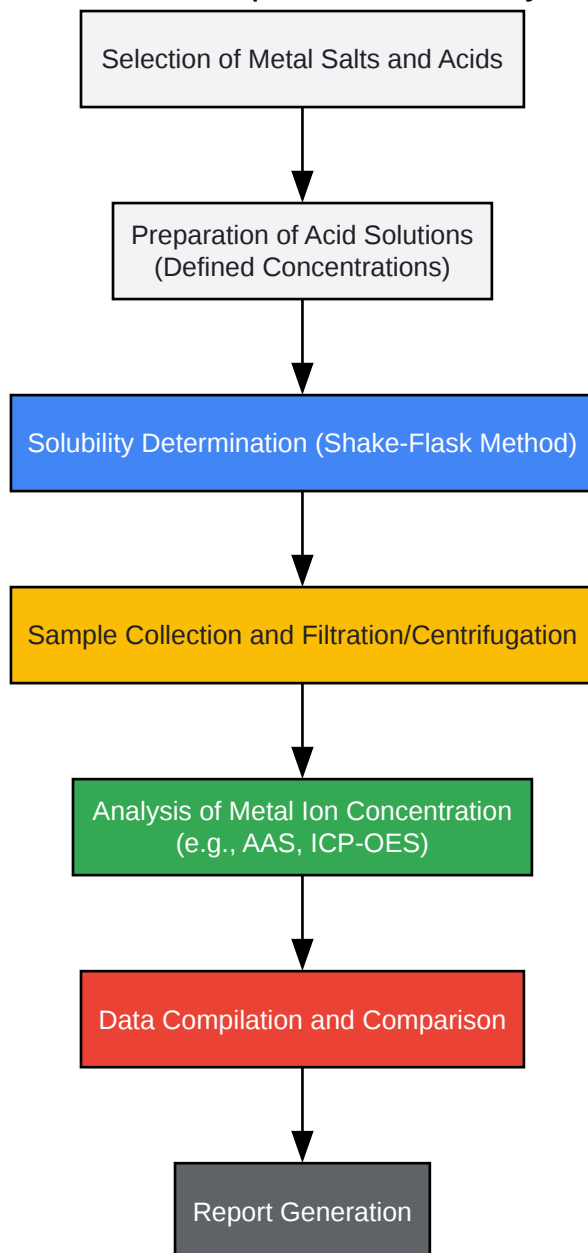 Selection of Metal Salts and Acids
Preparation of Acid Solutions
(Defined Concentrations)
Solubility Determination (Shake-Flask Method)
Sample Collection and Filtration/Centrifugation
Analysis of Metal Ion Concentration
(e.g., AAS, ICP-OES)
Data Compilation and Comparison
Report Generation